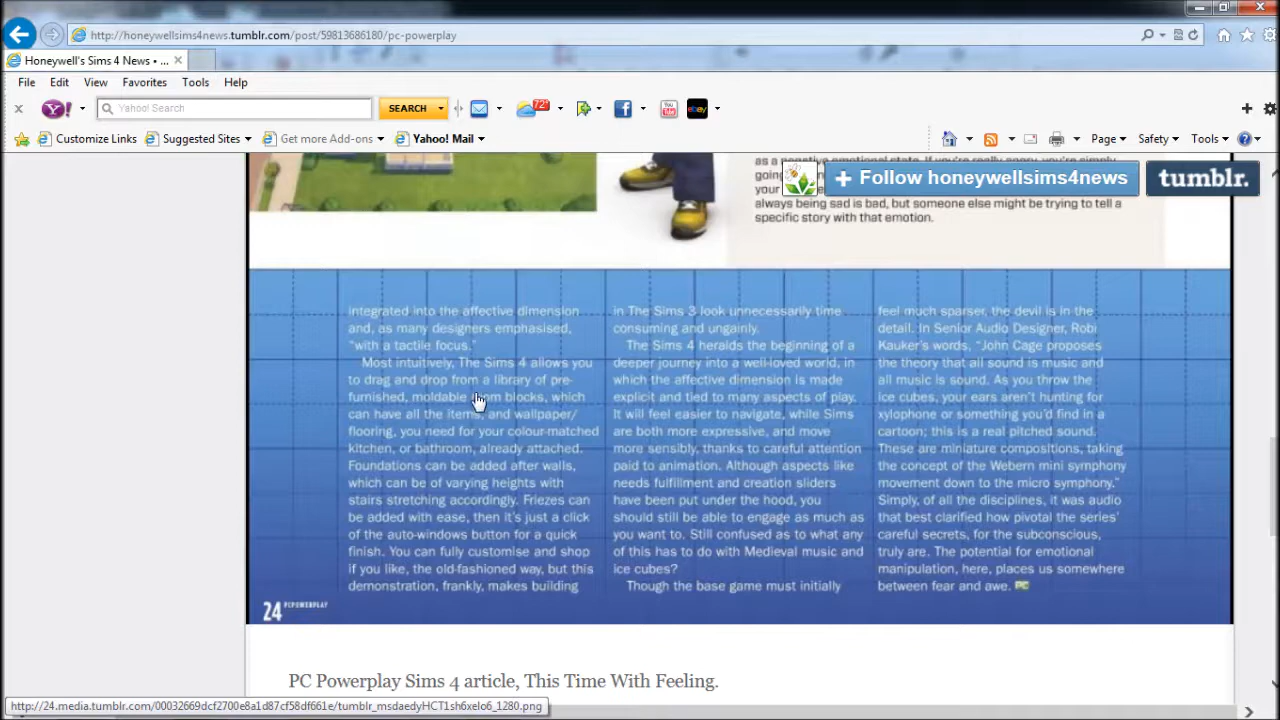 http://honeywellsims4news.tumblr.com/post/59813686180/pc-powerplay
Honeywell's Sims 4 News • ...
File Edit View Favorites Tools Help
Y! Yahoo! Search SEARCH 72° f You Tube ebay
Customize Links Suggested Sites Get more Add-ons Yahoo! Mail Page Safety Tools
as a negative emotional state. If you're really angry, you're simply
going
your
+ Follow honeywellsims4news
tumblr.
always being sad is bad, but someone else might be trying to tell a
specific story with that emotion.
integrated into the affective dimension
and, as many designers emphasised,
"with a tactile focus."
Most intuitively, The Sims 4 allows you
to drag and drop from a library of pre-
furnished, moldable room blocks, which
can have all the items, and wallpaper/
flooring, you need for your colour-matched
kitchen, or bathroom, already attached.
Foundations can be added after walls,
which can be of varying heights with
stairs stretching accordingly. Friezes can
be added with ease, then it's just a click
of the auto-windows button for a quick
finish. You can fully customise and shop
if you like, the old-fashioned way, but this
demonstration, frankly, makes building
in The Sims 3 look unnecessarily time
consuming and ungainly.
The Sims 4 heralds the beginning of a
deeper journey into a well-loved world, in
which the affective dimension is made
explicit and tied to many aspects of play.
It will feel easier to navigate, while Sims
are both more expressive, and move
more sensibly, thanks to careful attention
paid to animation. Although aspects like
needs fulfillment and creation sliders
have been put under the hood, you
should still be able to engage as much as
you want to. Still confused as to what any
of this has to do with Medieval music and
ice cubes?
Though the base game must initially
feel much sparser, the devil is in the
detail. In Senior Audio Designer, Robi
Kauker's words, "John Cage proposes
the theory that all sound is music and
all music is sound. As you throw the
ice cubes, your ears aren't hunting for
xylophone or something you'd find in a
cartoon; this is a real pitched sound.
These are miniature compositions, taking
the concept of the Webern mini symphony
movement down to the micro symphony."
Simply, of all the disciplines, it was audio
that best clarified how pivotal the series'
careful secrets, for the subconscious,
truly are. The potential for emotional
manipulation, here, places us somewhere
between fear and awe. PC
24 PCPOWERPLAY
PC Powerplay Sims 4 article, This Time With Feeling.
http://24.media.tumblr.com/00032669dcf2700e8a1d87cf58df661e/tumblr_msdaedyHCT1sh6xelo6_1280.png